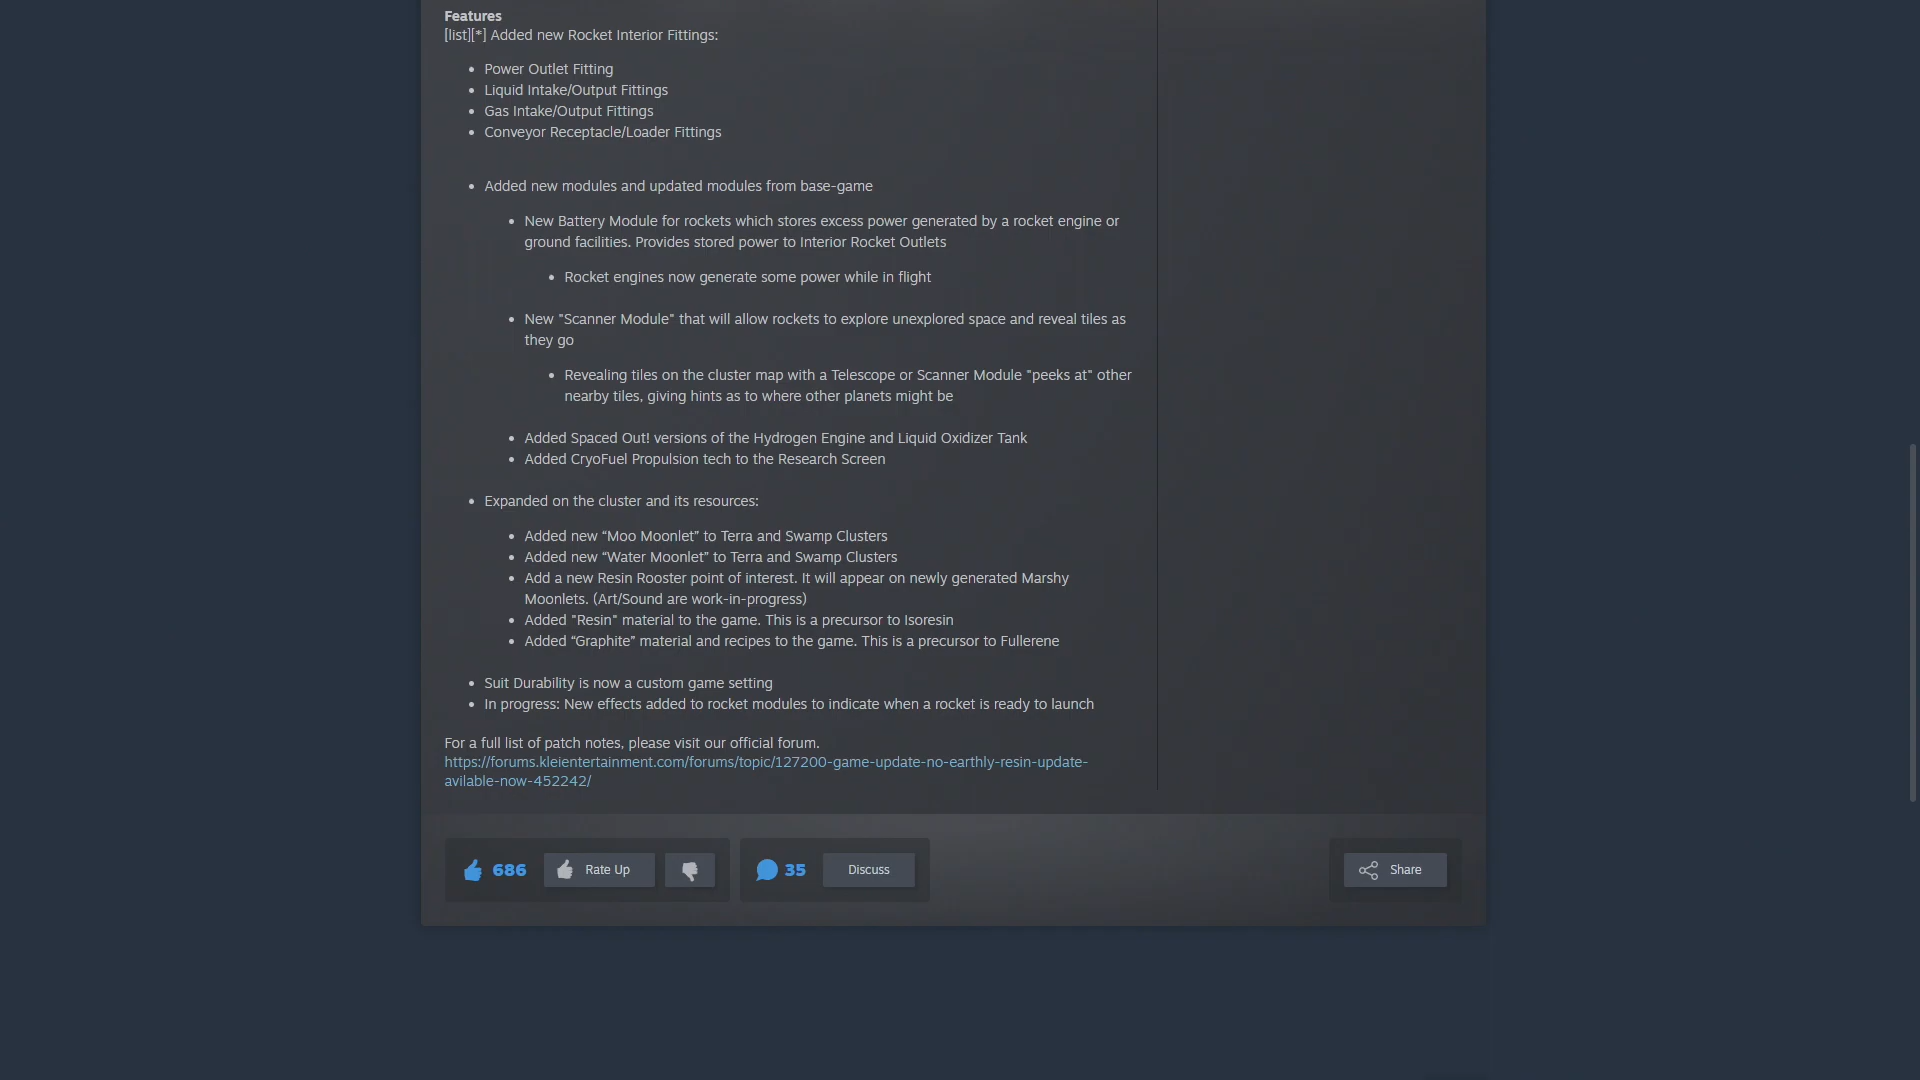 Features
[list][*] Added new Rocket Interior Fittings:
Power Outlet Fitting
Liquid Intake/Output Fittings
Gas Intake/Output Fittings
Conveyor Receptacle/Loader Fittings
Added new modules and updated modules from base-game
New Battery Module for rockets which stores excess power generated by a rocket engine or
ground facilities. Provides stored power to Interior Rocket Outlets
Rocket engines now generate some power while in flight
New "Scanner Module" that will allow rockets to explore unexplored space and reveal tiles as
they go
Revealing tiles on the cluster map with a Telescope or Scanner Module "peeks at" other
nearby tiles, giving hints as to where other planets might be
Added Spaced Out! versions of the Hydrogen Engine and Liquid Oxidizer Tank
Added CryoFuel Propulsion tech to the Research Screen
Expanded on the cluster and its resources:
Added new “Moo Moonlet” to Terra and Swamp Clusters
Added new “Water Moonlet” to Terra and Swamp Clusters
Add a new Resin Rooster point of interest. It will appear on newly generated Marshy
Moonlets. (Art/Sound are work-in-progress)
Added "Resin" material to the game. This is a precursor to Isoresin
Added “Graphite” material and recipes to the game. This is a precursor to Fullerene
Suit Durability is now a custom game setting
In progress: New effects added to rocket modules to indicate when a rocket is ready to launch
For a full list of patch notes, please visit our official forum.
https://forums.kleientertainment.com/forums/topic/127200-game-update-no-earthly-resin-update-
avilable-now-452242/
686 Rate Up 35 Discuss Share